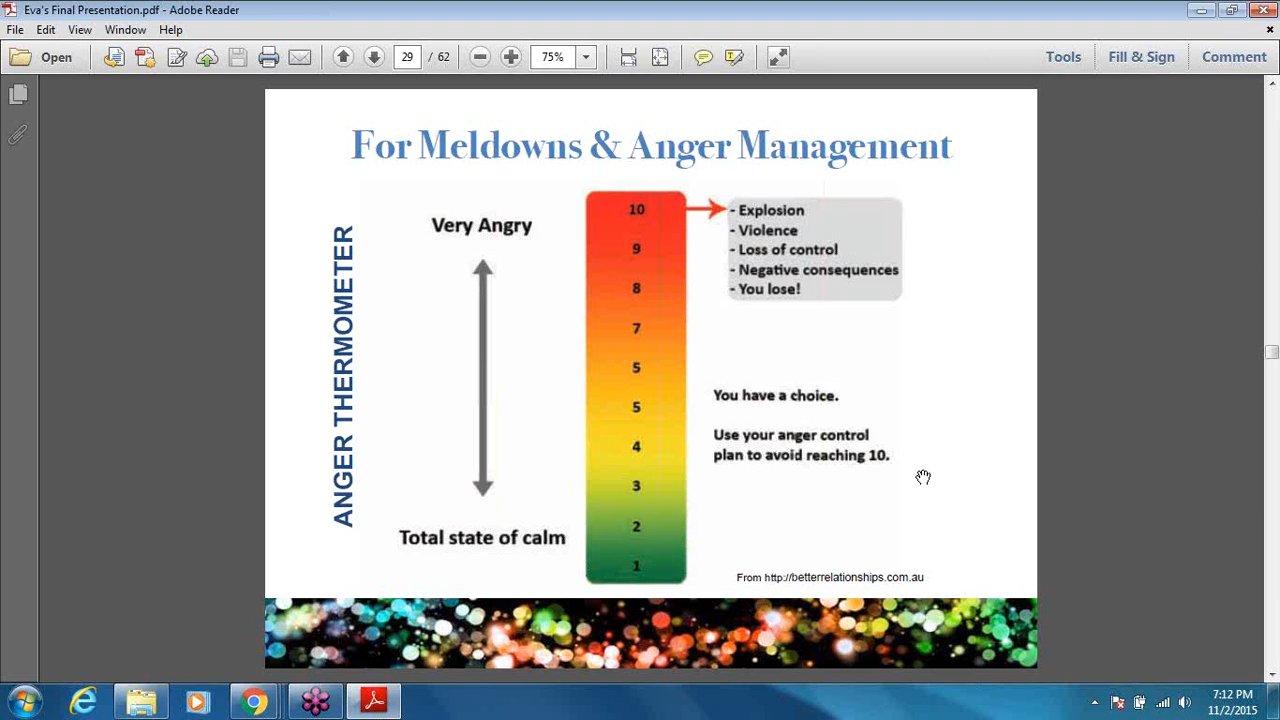 Eva's Final Presentation.pdf - Adobe Reader
File Edit View Window Help
Open 29 / 62 75% Tools Fill & Sign Comment
For Meldowns & Anger Management
ANGER THERMOMETER
Very Angry
Total state of calm
10
9
8
7
5
5
4
3
2
1
- Explosion
- Violence
- Loss of control
- Negative consequences
- You lose!
You have a choice.
Use your anger control
plan to avoid reaching 10.
From http://betterrelationships.com.au
7:12 PM
11/2/2015